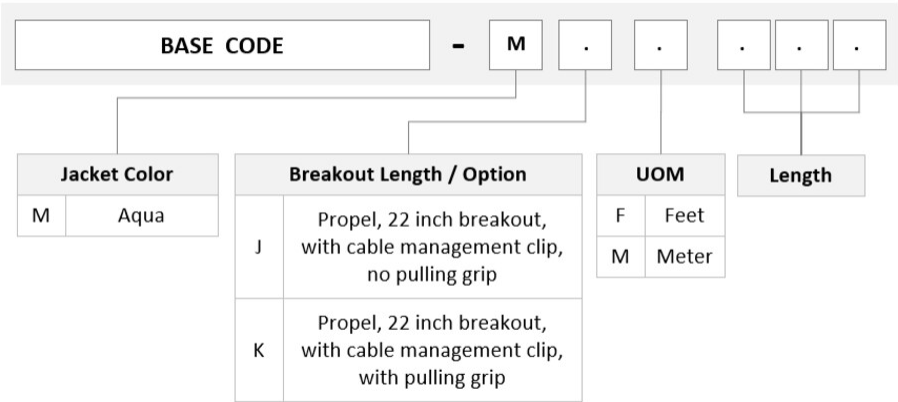 BASE CODE - M . . . . .
Jacket Color
M Aqua
Breakout Length / Option
J Propel, 22 inch breakout,
with cable management clip,
no pulling grip
K Propel, 22 inch breakout,
with cable management clip,
with pulling grip
UOM
F Feet
M Meter
Length